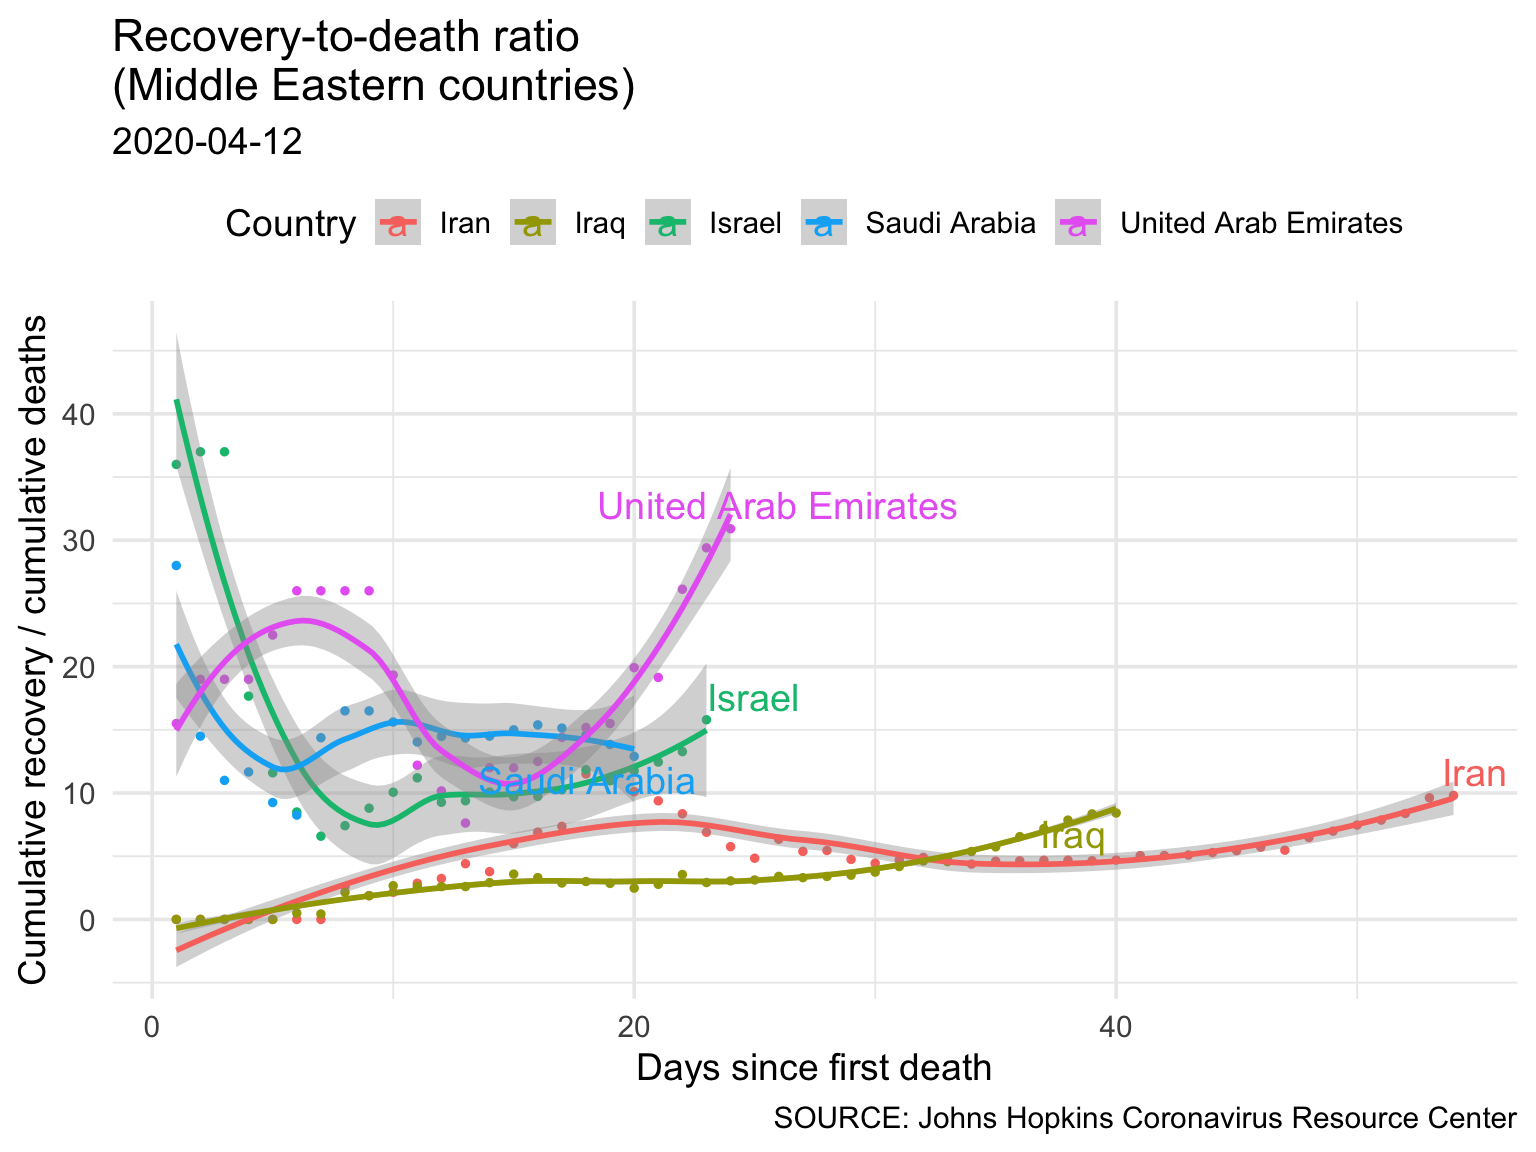 Recovery-to-death ratio
(Middle Eastern countries)
2020-04-12
Country a Iran a Iraq a Israel a Saudi Arabia a United Arab Emirates
Cumulative recovery / cumulative deaths
40
30
20
10
0
United Arab Emirates
Israel
Saudi Arabia
Iran
Iraq
0 20 40
Days since first death
SOURCE: Johns Hopkins Coronavirus Resource Center